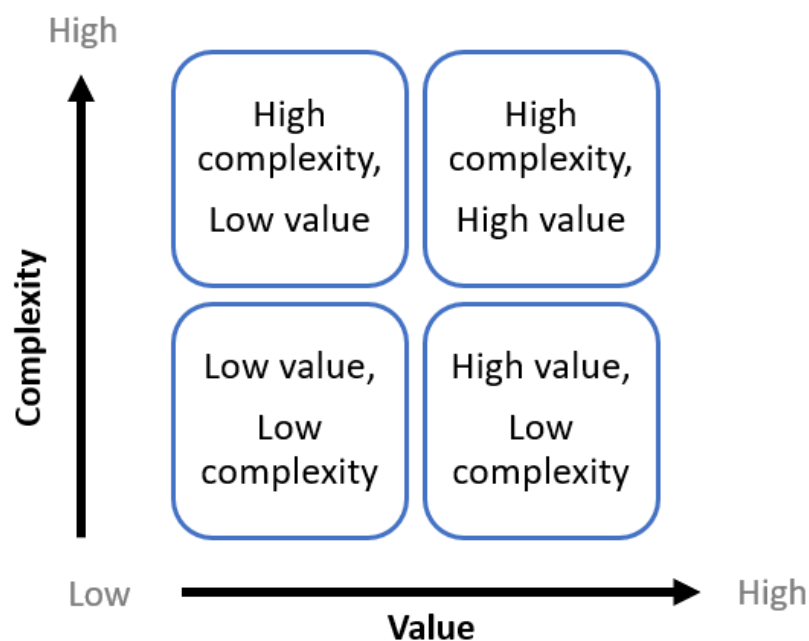 High
High
complexity,
Low value
High
complexity,
High value
Complexity
Low value,
Low
complexity
High value,
Low
complexity
Low
High
Value